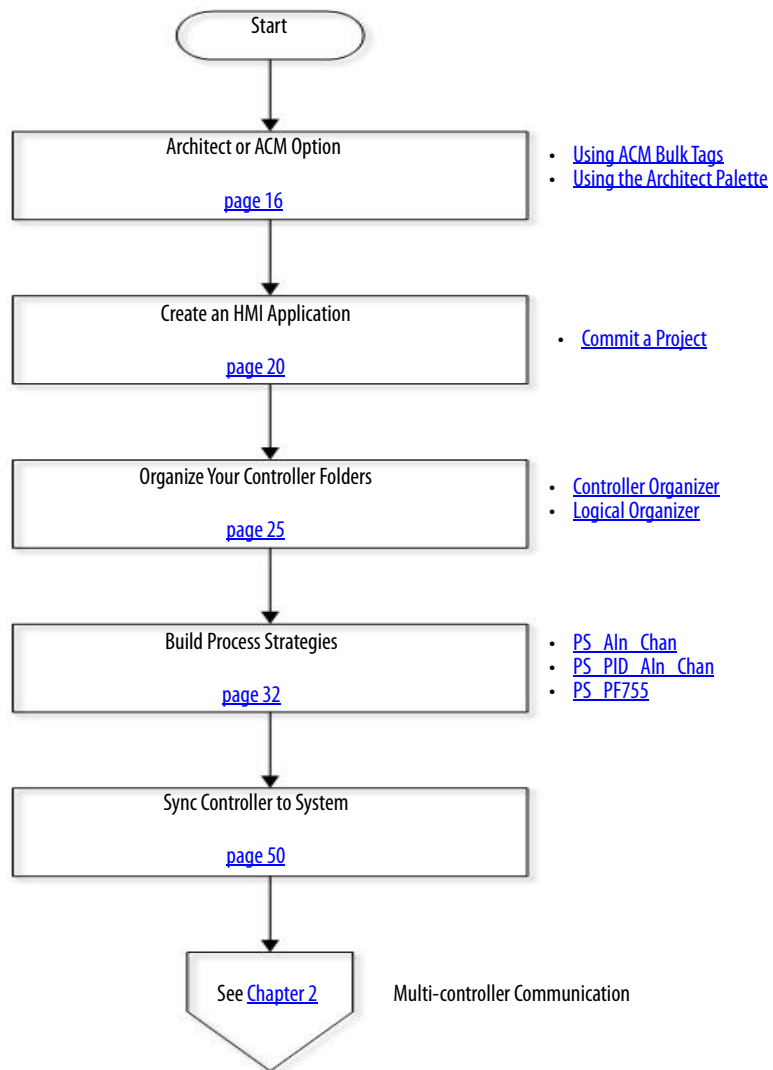 Start
Architect or ACM Option
page 16
• Using ACM Bulk Tags
• Using the Architect Palette
Create an HMI Application
page 20
• Commit a Project
Organize Your Controller Folders
page 25
• Controller Organizer
• Logical Organizer
Build Process Strategies
page 32
• PS_AIn_Chan
• PS_PID_AIn_Chan
• PS_PF755
Sync Controller to System
page 50
See Chapter 2
Multi-controller Communication